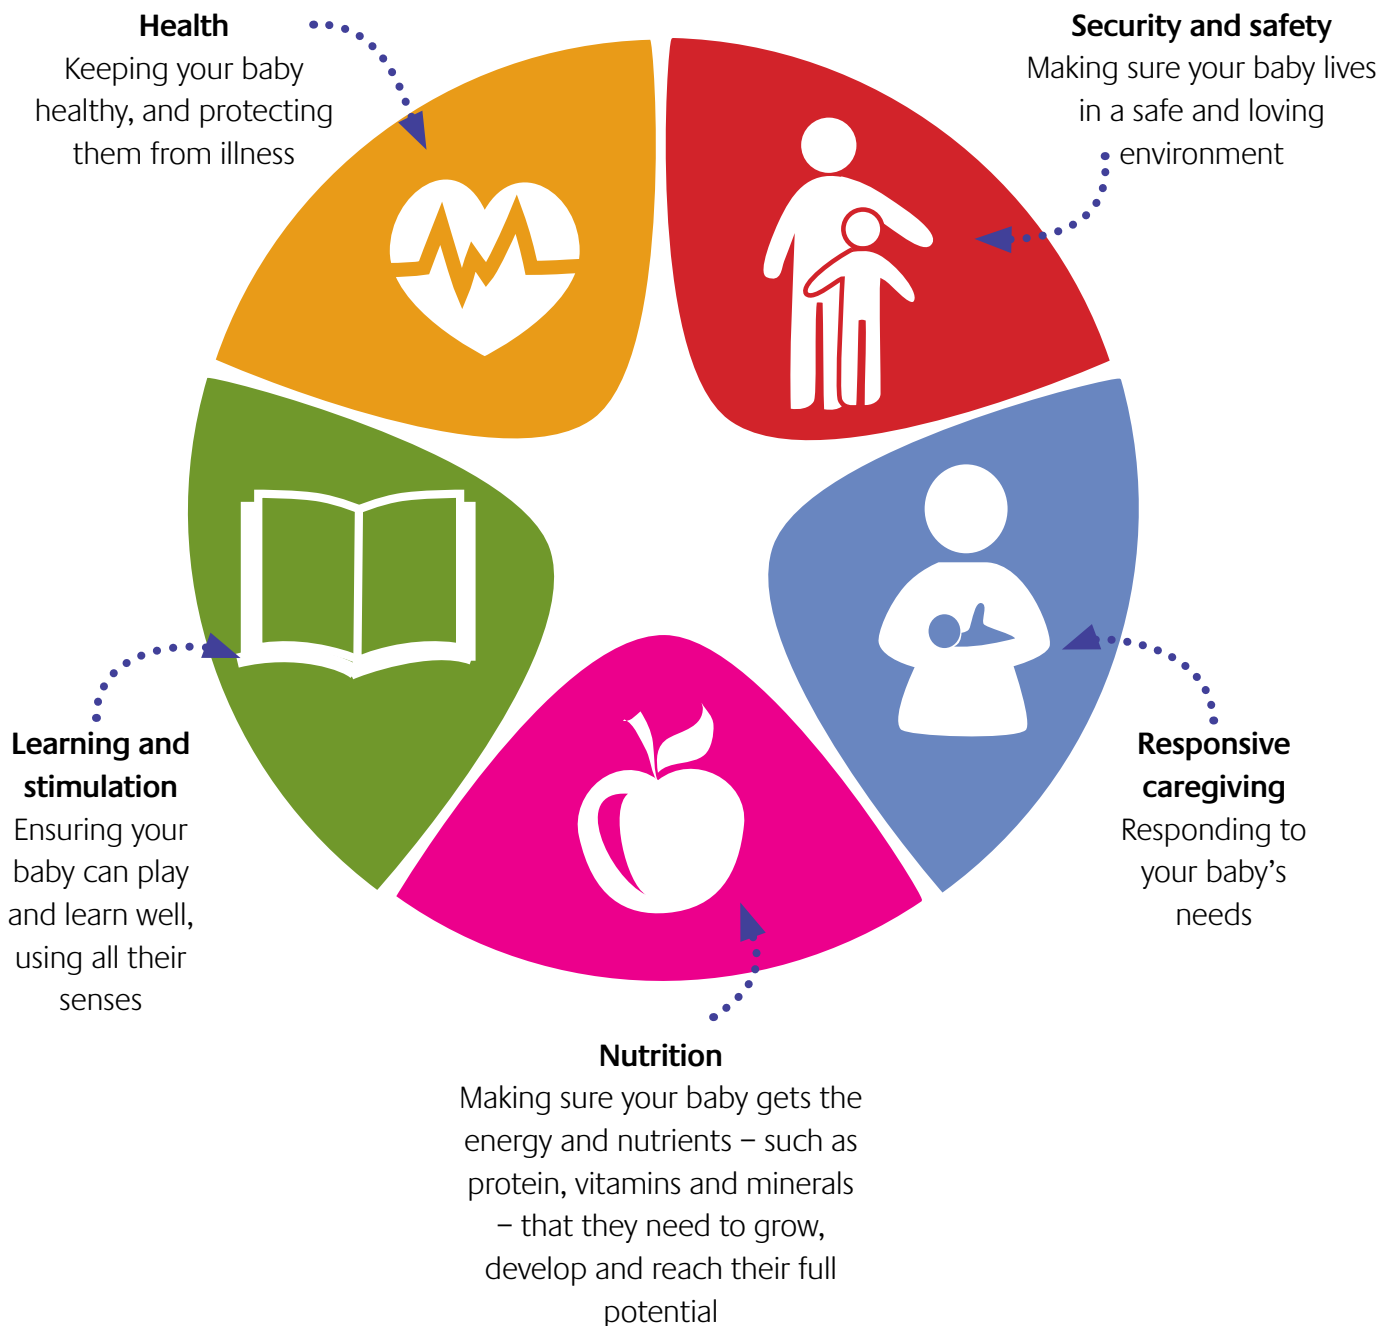 Health
Keeping your baby
healthy, and protecting
them from illness
Security and safety
Making sure your baby lives
in a safe and loving
environment
Learning and
stimulation
Ensuring your
baby can play
and learn well,
using all their
senses
Responsive
caregiving
Responding to
your baby’s
needs
Nutrition
Making sure your baby gets the
energy and nutrients – such as
protein, vitamins and minerals
– that they need to grow,
develop and reach their full
potential